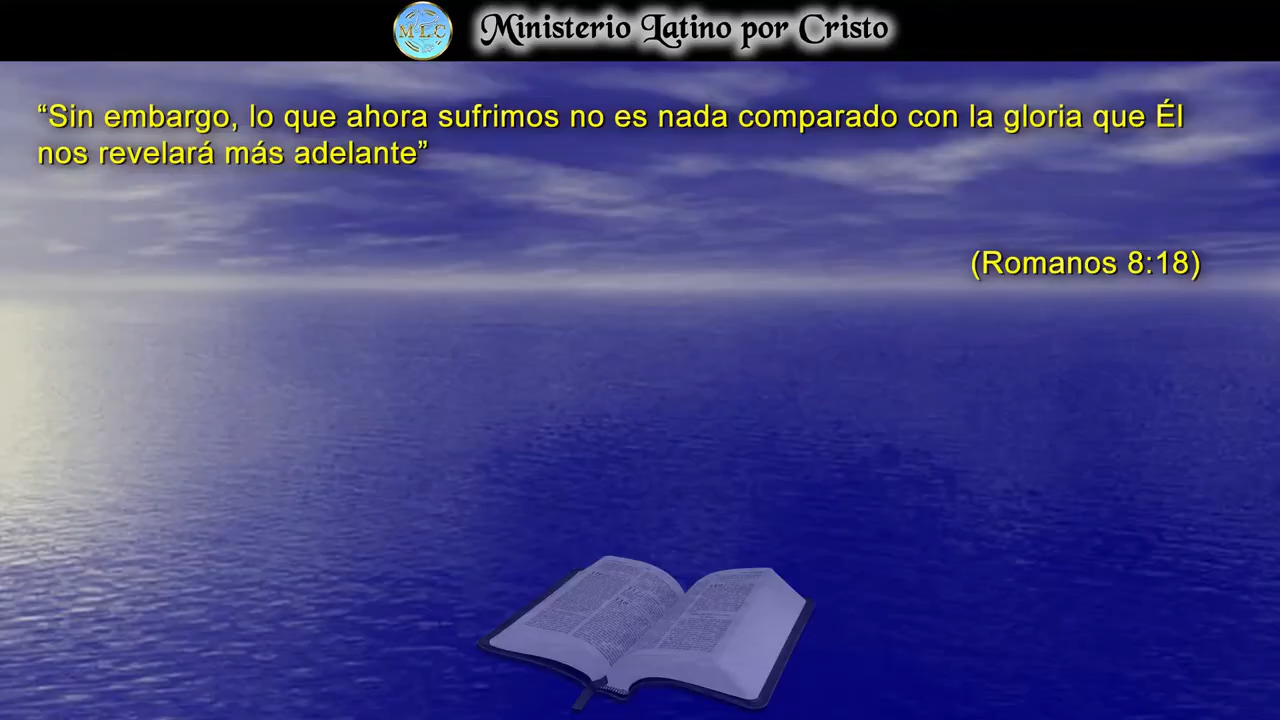 MLC
Ministerio Latino por Cristo
“Sin embargo, lo que ahora sufrimos no es nada comparado con la gloria que Él
nos revelará más adelante”
(Romanos 8:18)